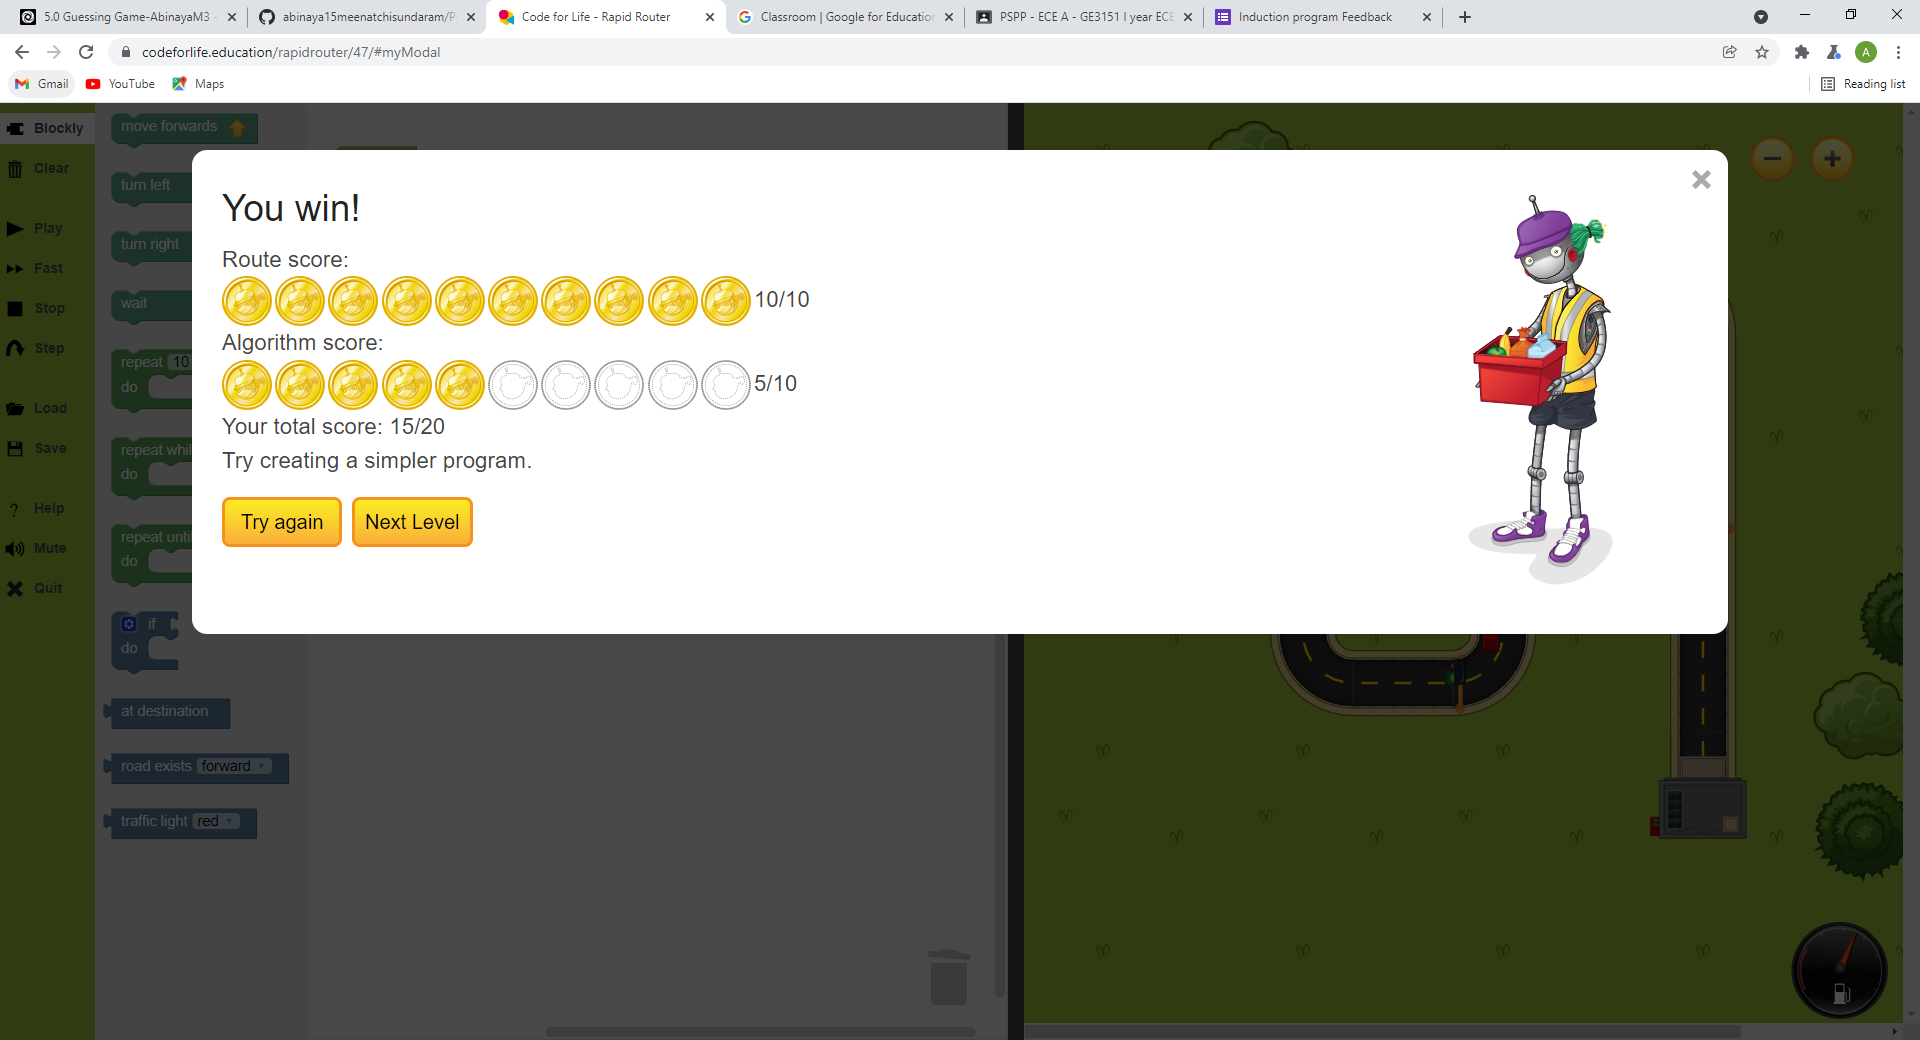 5.0 Guessing Game-AbinayaM3 -
abinaya15meenatchisundaram/P
Code for Life - Rapid Router
Classroom | Google for Education
PSPP - ECE A - GE3151 I year ECE
Induction program Feedback
codeforlife.education/rapidrouter/47/#myModal
A
Gmail
YouTube
Maps
Reading list
Blockly
Clear
Play
Fast
Stop
Step
Load
Save
Help
Mute
Quit
move forwards
turn left
turn right
wait
repeat 10
do
repeat whil
do
repeat unti
do
if
do
at destination
road exists forward
traffic light red
You win!
Route score:
10/10
Algorithm score:
5/10
Your total score: 15/20
Try creating a simpler program.
Try again
Next Level